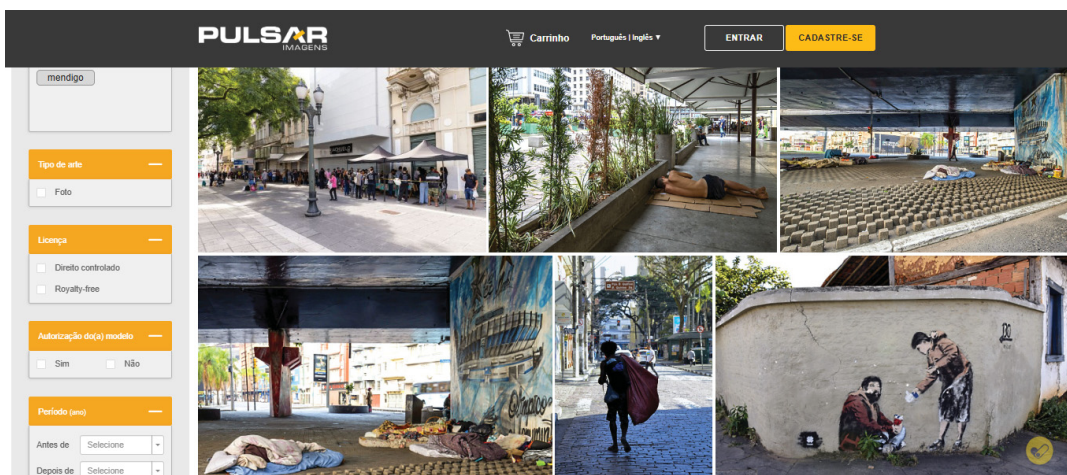 PULSAR
IMAGENS
Carrinho
Português | Inglês ▼
ENTRAR
CADASTRE-SE
mendigo
Tipo de arte
Foto
Licença
Direito controlado
Royalty-free
Autorização do(a) modelo
Sim
Não
Período (ano)
Antes de
Selecione
Depois de
Selecione